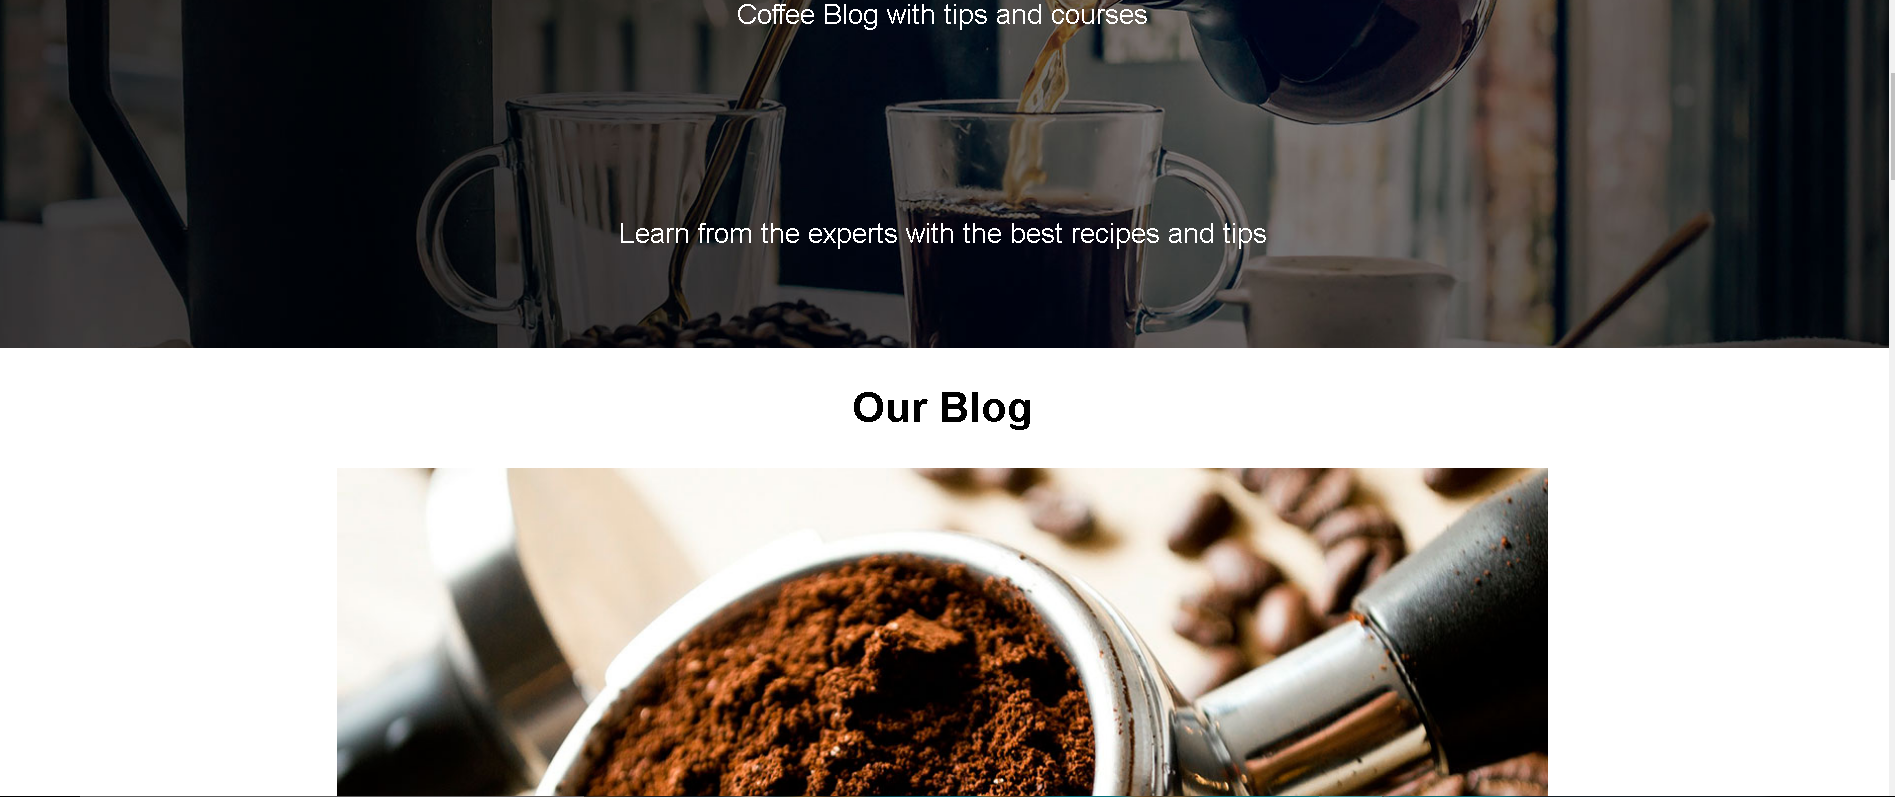 Coffee Blog with tips and courses
Learn from the experts with the best recipes and tips
Our Blog